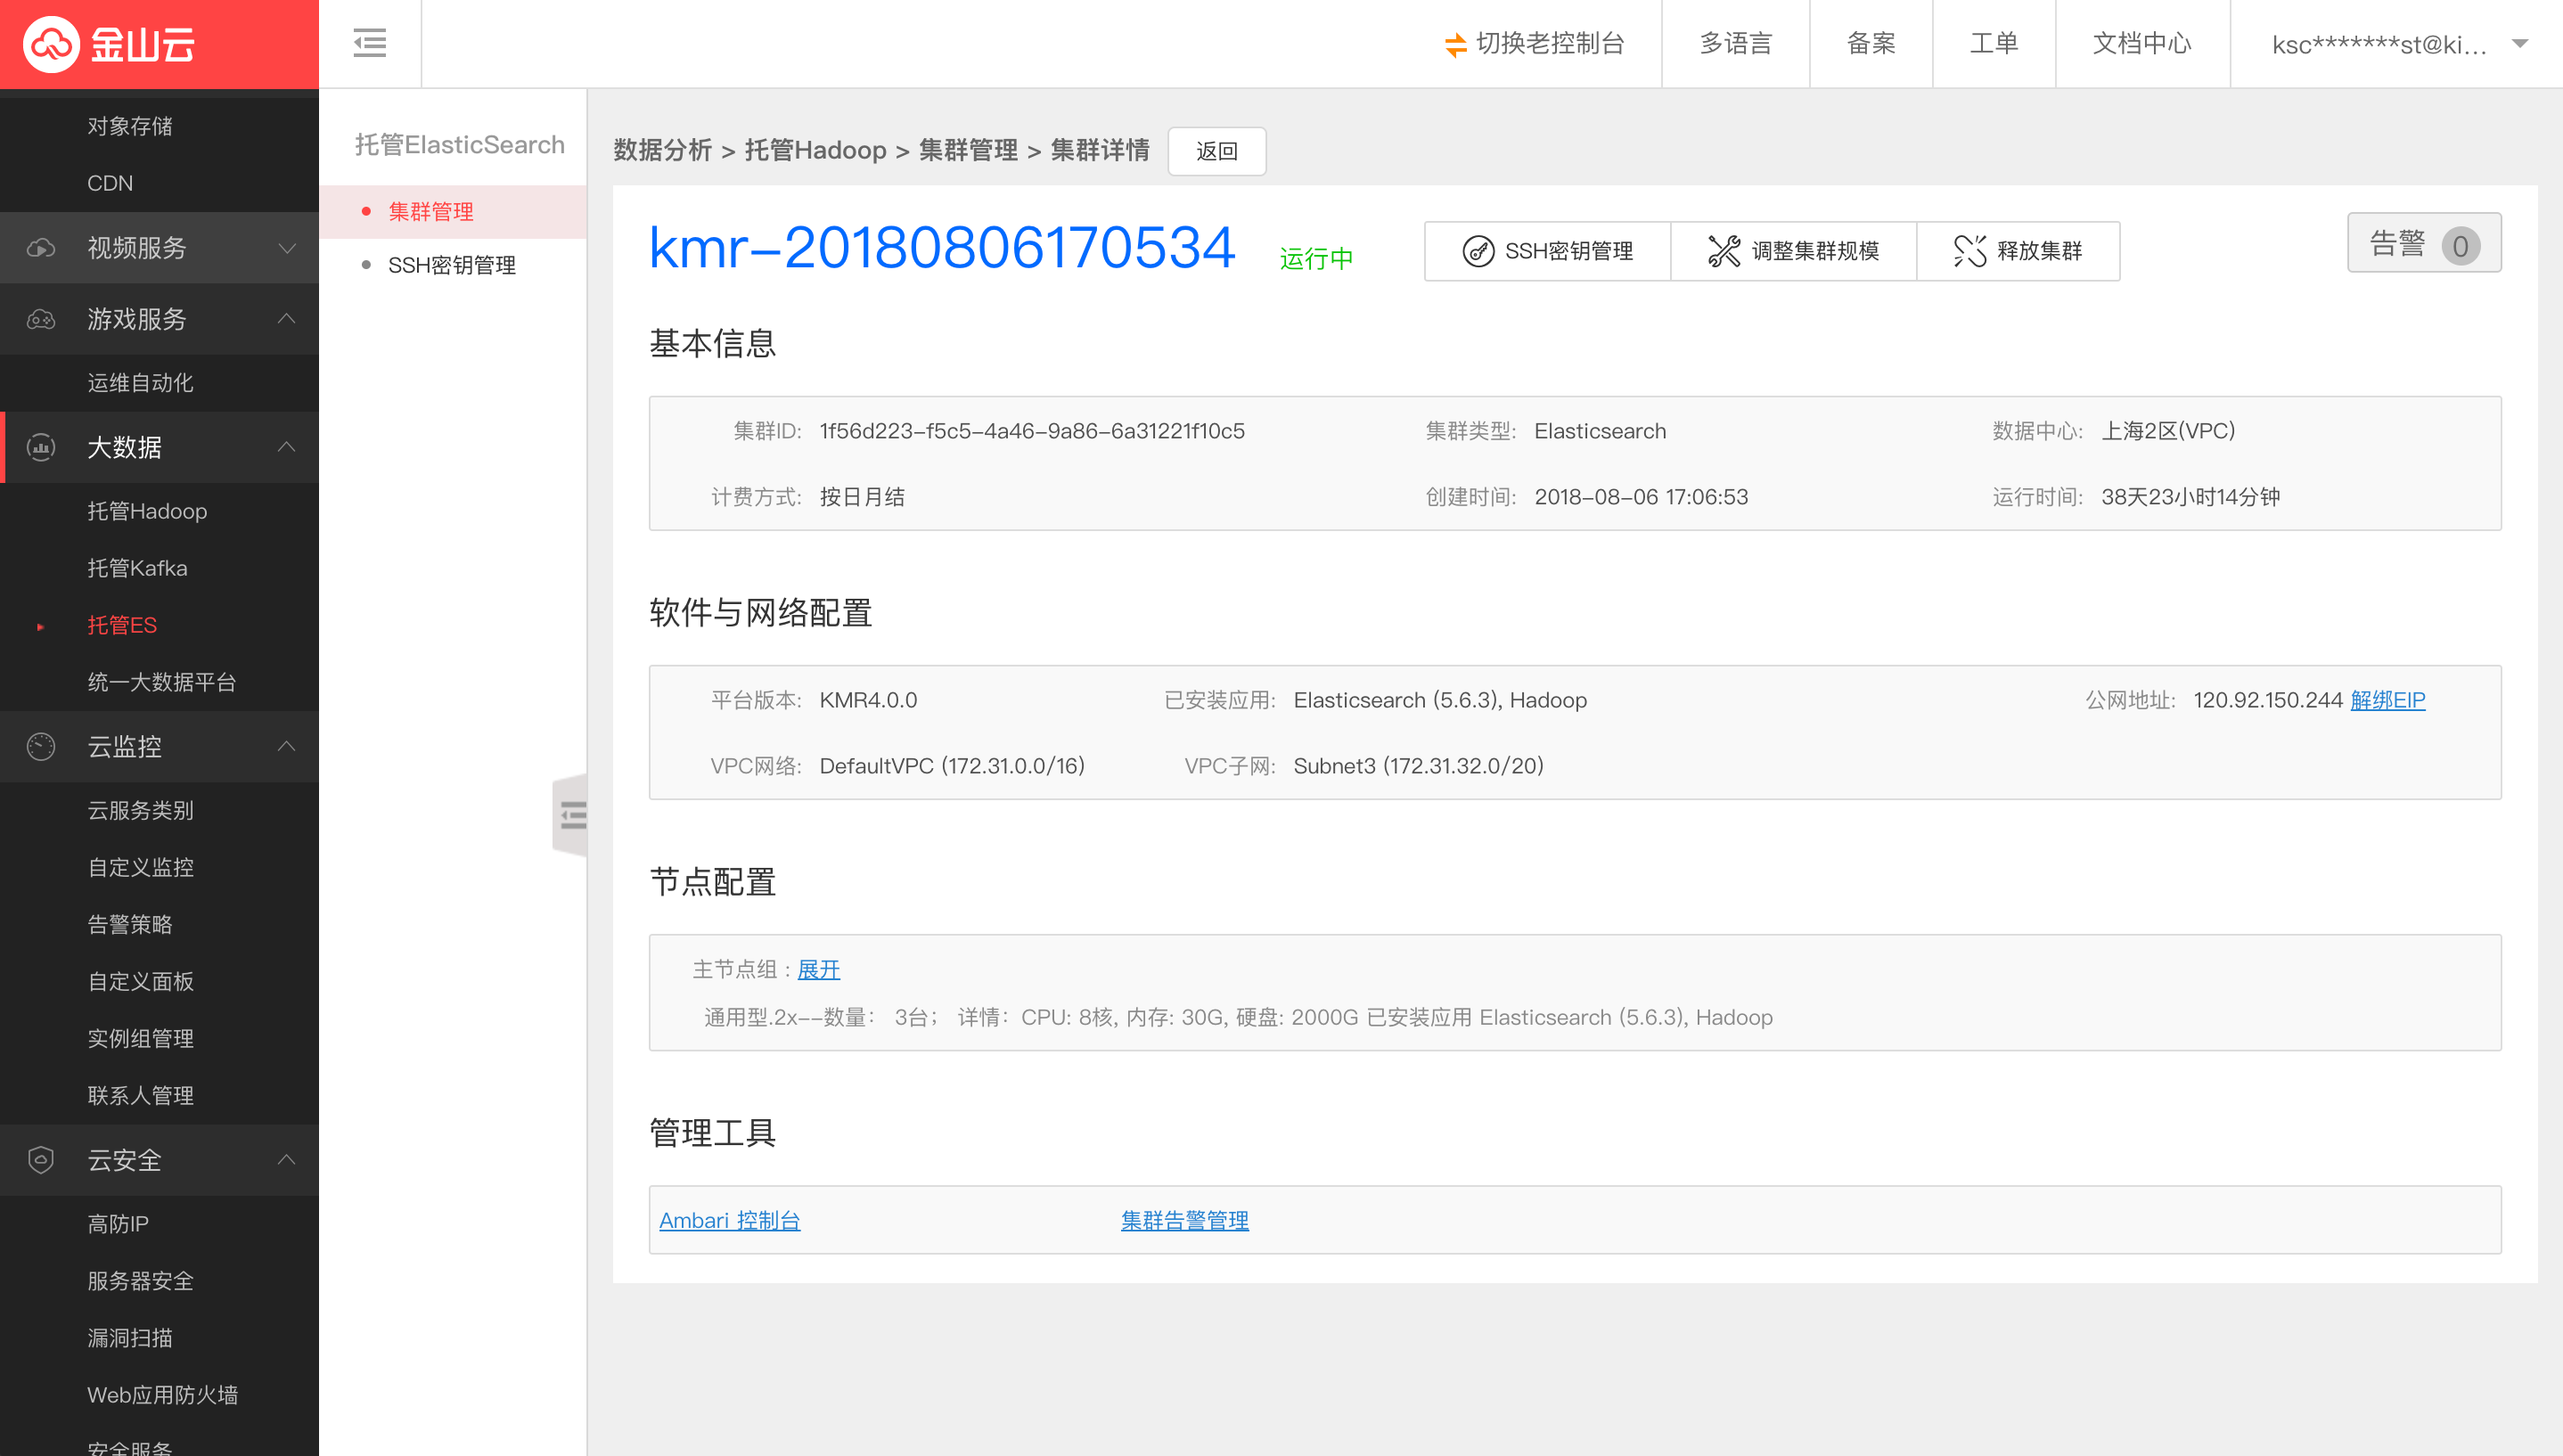 金山云
切换老控制台
多语言
备案
工单
文档中心
ksc*******st@ki...
对象存储
CDN
视频服务
游戏服务
运维自动化
大数据
托管Hadoop
托管Kafka
托管ES
统一大数据平台
云监控
云服务类别
自定义监控
告警策略
自定义面板
实例组管理
联系人管理
云安全
高防IP
服务器安全
漏洞扫描
Web应用防火墙
安全服务
托管ElasticSearch
集群管理
SSH密钥管理
数据分析 > 托管Hadoop > 集群管理 > 集群详情 返回
kmr-20180806170534 运行中 SSH密钥管理 调整集群规模 释放集群 告警 0
基本信息
集群ID: 1f56d223-f5c5-4a46-9a86-6a31221f10c5 集群类型: Elasticsearch 数据中心: 上海2区(VPC)
计费方式: 按日月结 创建时间: 2018-08-06 17:06:53 运行时间: 38天23小时14分钟
软件与网络配置
平台版本: KMR4.0.0 已安装应用: Elasticsearch (5.6.3), Hadoop 公网地址: 120.92.150.244 解绑EIP
VPC网络: DefaultVPC (172.31.0.0/16) VPC子网: Subnet3 (172.31.32.0/20)
节点配置
主节点组 : 展开
通用型.2x--数量： 3台； 详情：CPU: 8核, 内存: 30G, 硬盘: 2000G 已安装应用 Elasticsearch (5.6.3), Hadoop
管理工具
Ambari 控制台 集群告警管理